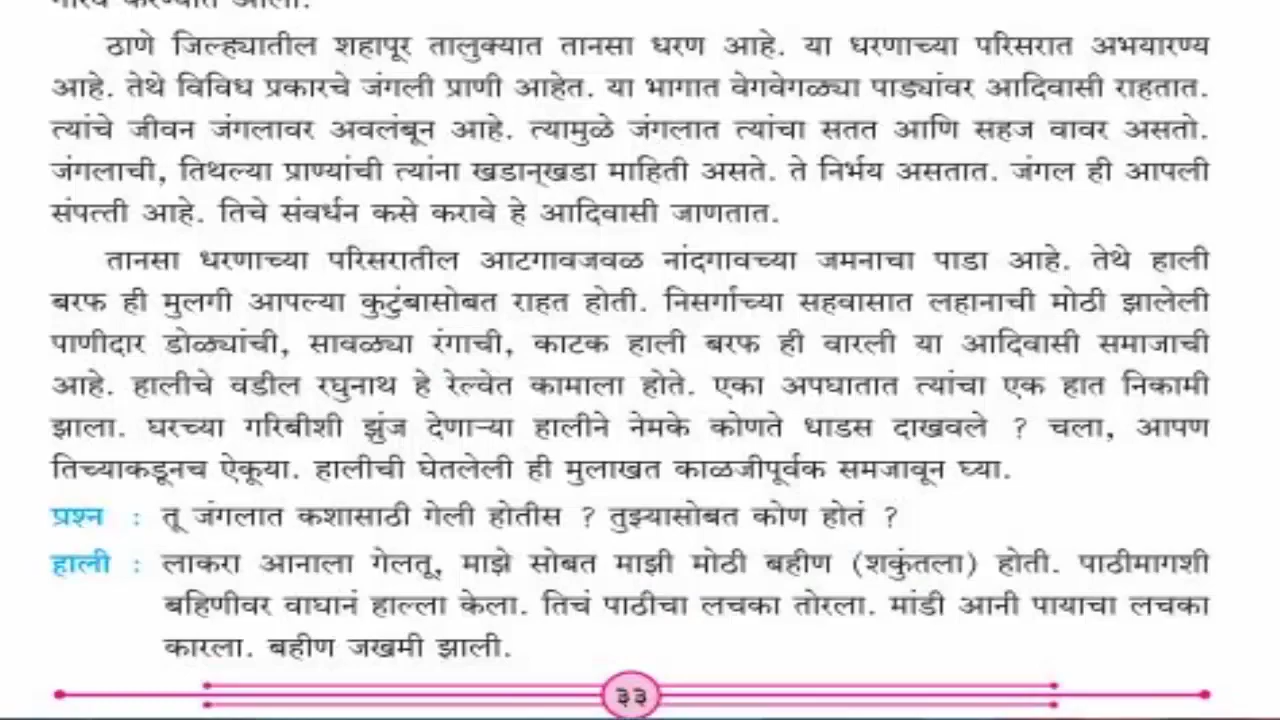 गौरव करण्यात आला.
ठाणे जिल्ह्यातील शहापूर तालुक्यात तानसा धरण आहे. या धरणाच्या परिसरात अभयारण्य
आहे. तेथे विविध प्रकारचे जंगली प्राणी आहेत. या भागात वेगवेगळ्या पाड्यांवर आदिवासी राहतात.
त्यांचे जीवन जंगलावर अवलंबून आहे. त्यामुळे जंगलात त्यांचा सतत आणि सहज वावर असतो.
जंगलाची, तिथल्या प्राण्यांची त्यांना खडान्‌खडा माहिती असते. ते निर्भय असतात. जंगल ही आपली
संपत्ती आहे. तिचे संवर्धन कसे करावे हे आदिवासी जाणतात.
तानसा धरणाच्या परिसरातील आटगावजवळ नांदगावच्या जमनाचा पाडा आहे. तेथे हाली
बरफ ही मुलगी आपल्या कुटुंबासोबत राहत होती. निसर्गाच्या सहवासात लहानाची मोठी झालेली
पाणीदार डोळ्यांची, सावळ्या रंगाची, काटक हाली बरफ ही वारली या आदिवासी समाजाची
आहे. हालीचे वडील रघुनाथ हे रेल्वेत कामाला होते. एका अपघातात त्यांचा एक हात निकामी
झाला. घरच्या गरिबीशी झुंज देणाऱ्या हालीने नेमके कोणते धाडस दाखवले ? चला, आपण
तिच्याकडूनच ऐकूया. हालीची घेतलेली ही मुलाखत काळजीपूर्वक समजावून घ्या.
प्रश्न : तू जंगलात कशासाठी गेली होतीस ? तुझ्यासोबत कोण होतं ?
हाली : लाकरा आनाला गेलतू, माझे सोबत माझी मोठी बहीण (शकुंतला) होती. पाठीमागशी
बहिणीवर वाघानं हाल्ला केला. तिचं पाठीचा लचका तोरला. मांडी आनी पायाचा लचका
कारला. बहीण जखमी झाली.
३३